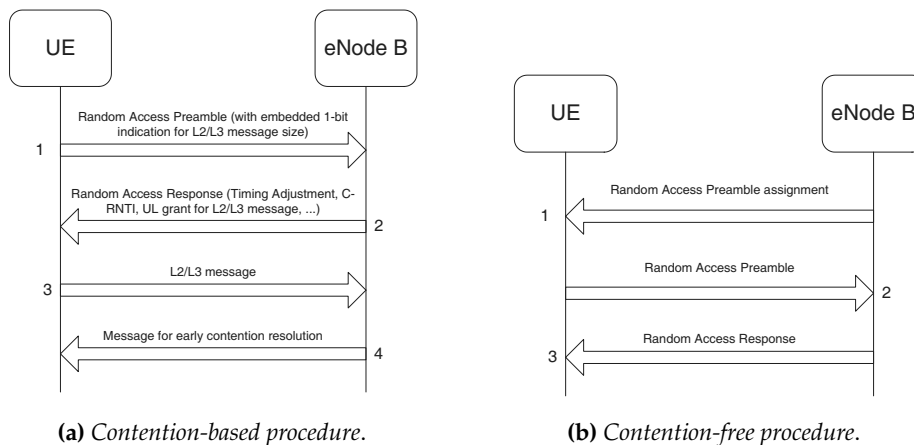 UE
eNode B
Random Access Preamble (with embedded 1-bit
indication for L2/L3 message size)
1
Random Access Response (Timing Adjustment, C-
RNTI, UL grant for L2/L3 message, ...)
2
L2/L3 message
3
Message for early contention resolution
4
(a) Contention-based procedure.
UE
eNode B
Random Access Preamble assignment
1
Random Access Preamble
2
Random Access Response
3
(b) Contention-free procedure.